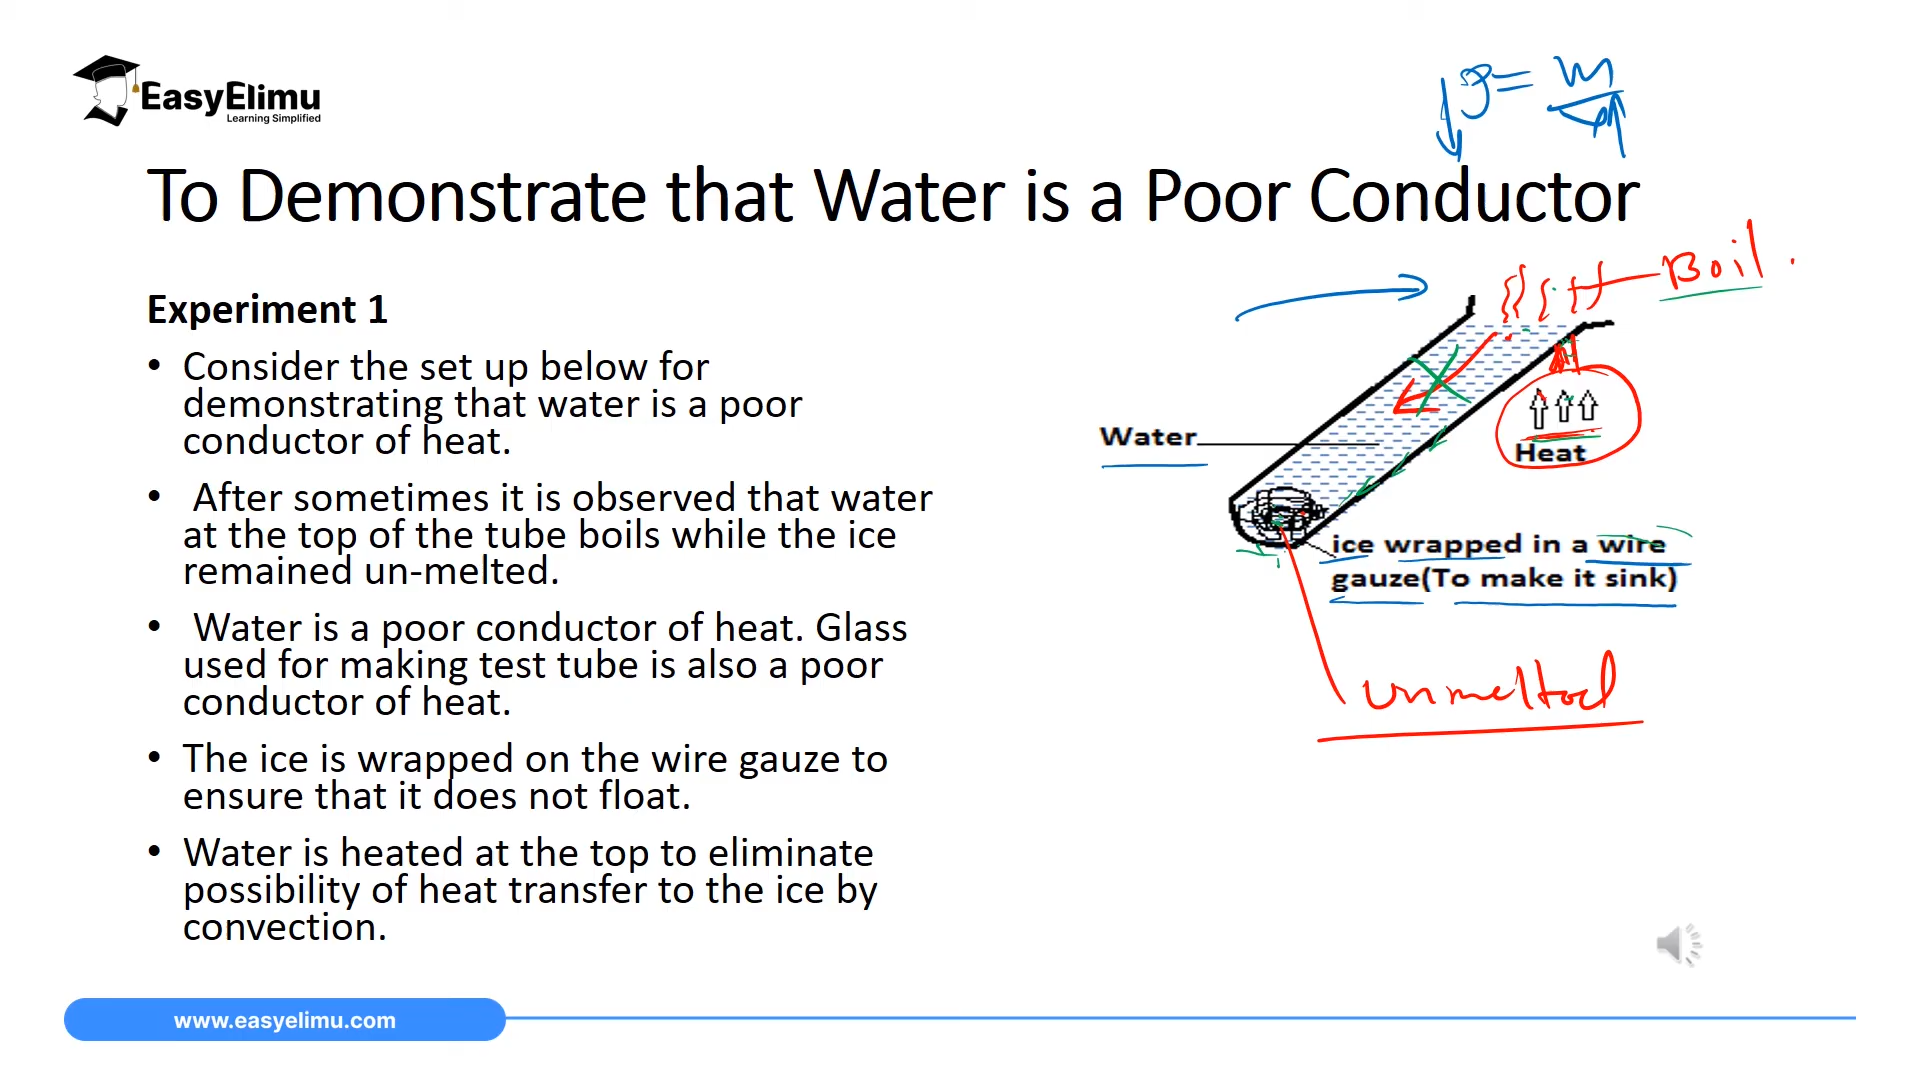 EasyElimu
Learning Simplified
To Demonstrate that Water is a Poor Conductor
Experiment 1
• Consider the set up below for
demonstrating that water is a poor
conductor of heat.
• After sometimes it is observed that water
at the top of the tube boils while the ice
remained un-melted.
• Water is a poor conductor of heat. Glass
used for making test tube is also a poor
conductor of heat.
• The ice is wrapped on the wire gauze to
ensure that it does not float.
• Water is heated at the top to eliminate
possibility of heat transfer to the ice by
convection.
Boil.
Water
Heat
ice wrapped in a wire
gauze(To make it sink)
unmelted
www.easyelimu.com